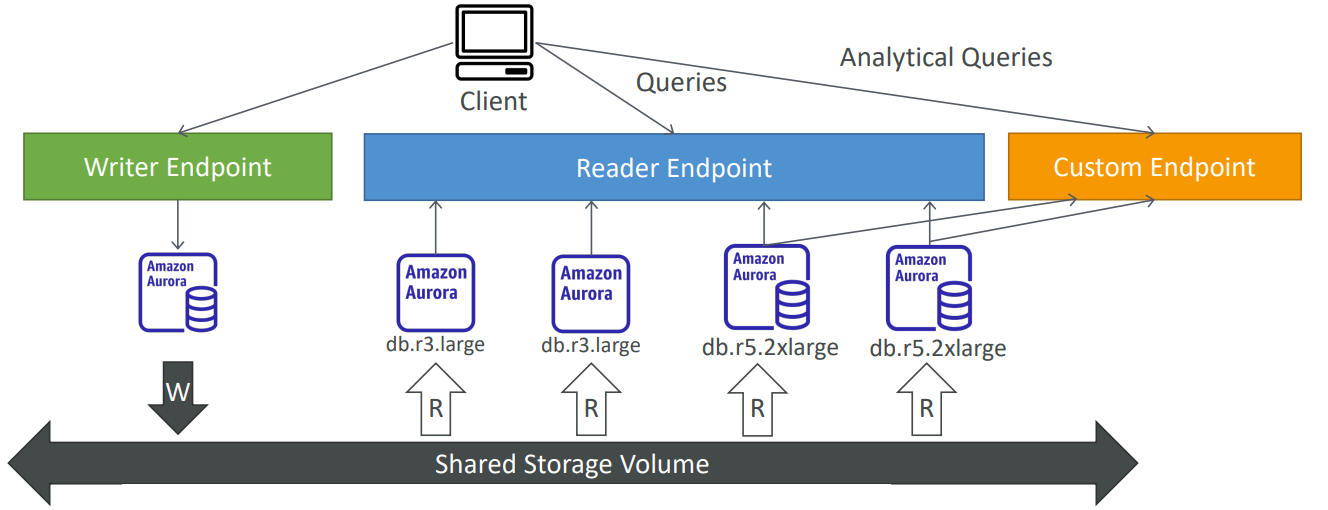 Client
Queries
Analytical Queries
Writer Endpoint
Reader Endpoint
Custom Endpoint
Amazon
Aurora
Amazon
Aurora
db.r3.large
Amazon
Aurora
db.r3.large
Amazon
Aurora
db.r5.2xlarge
Amazon
Aurora
db.r5.2xlarge
W
R
R
R
R
Shared Storage Volume